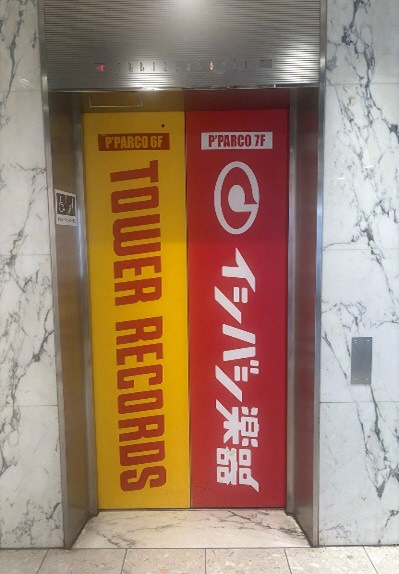 P'PARCO 6F
TOWER RECORDS
P'PARCO 7F
イシバシ楽器